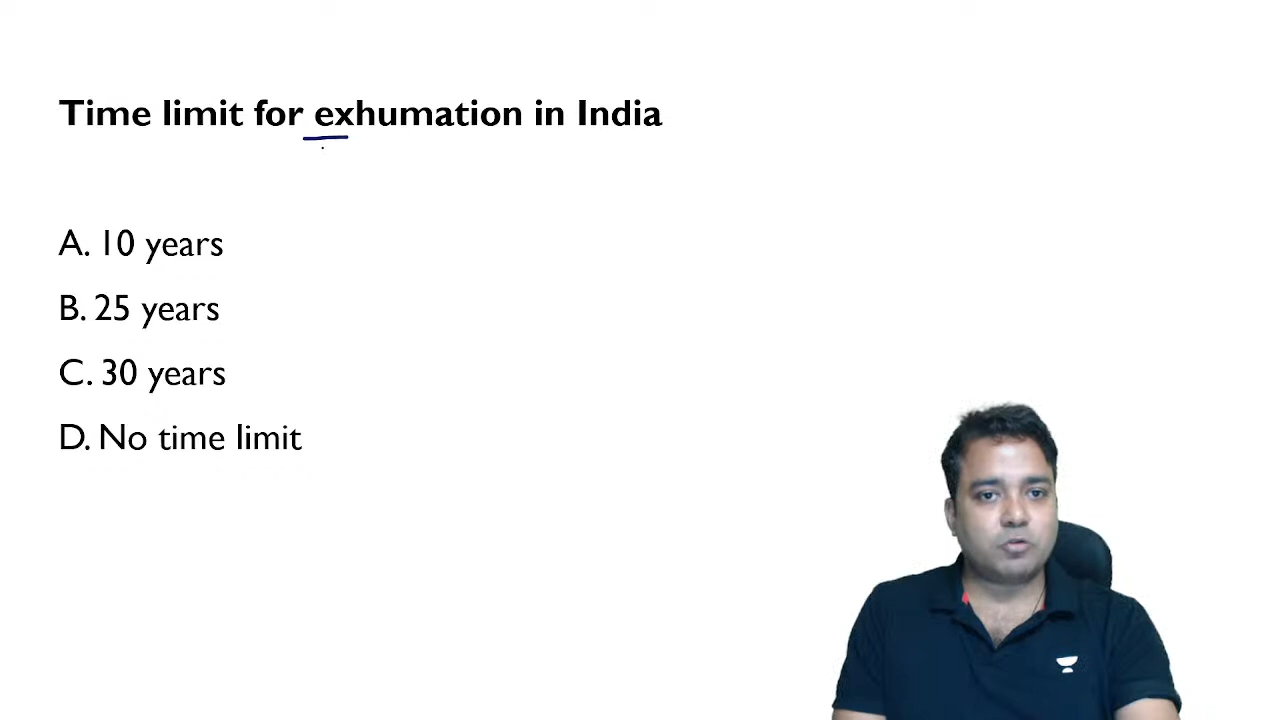 Time limit for exhumation in India
A. 10 years
B. 25 years
C. 30 years
D. No time limit